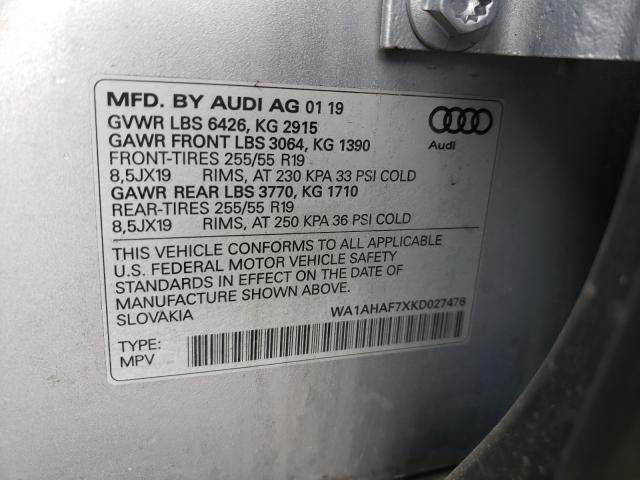 MFD. BY AUDI AG 01 19
GVWR LBS 6426, KG 2915
GAWR FRONT LBS 3064, KG 1390
FRONT-TIRES 255/55 R19
8,5JX19 RIMS, AT 230 KPA 33 PSI COLD
GAWR REAR LBS 3770, KG 1710
REAR-TIRES 255/55 R19
8,5JX19 RIMS, AT 250 KPA 36 PSI COLD
Audi
THIS VEHICLE CONFORMS TO ALL APPLICABLE
U.S. FEDERAL MOTOR VEHICLE SAFETY
STANDARDS IN EFFECT ON THE DATE OF
MANUFACTURE SHOWN ABOVE.
SLOVAKIA
WA1AHAF7XKD027476
TYPE:
MPV